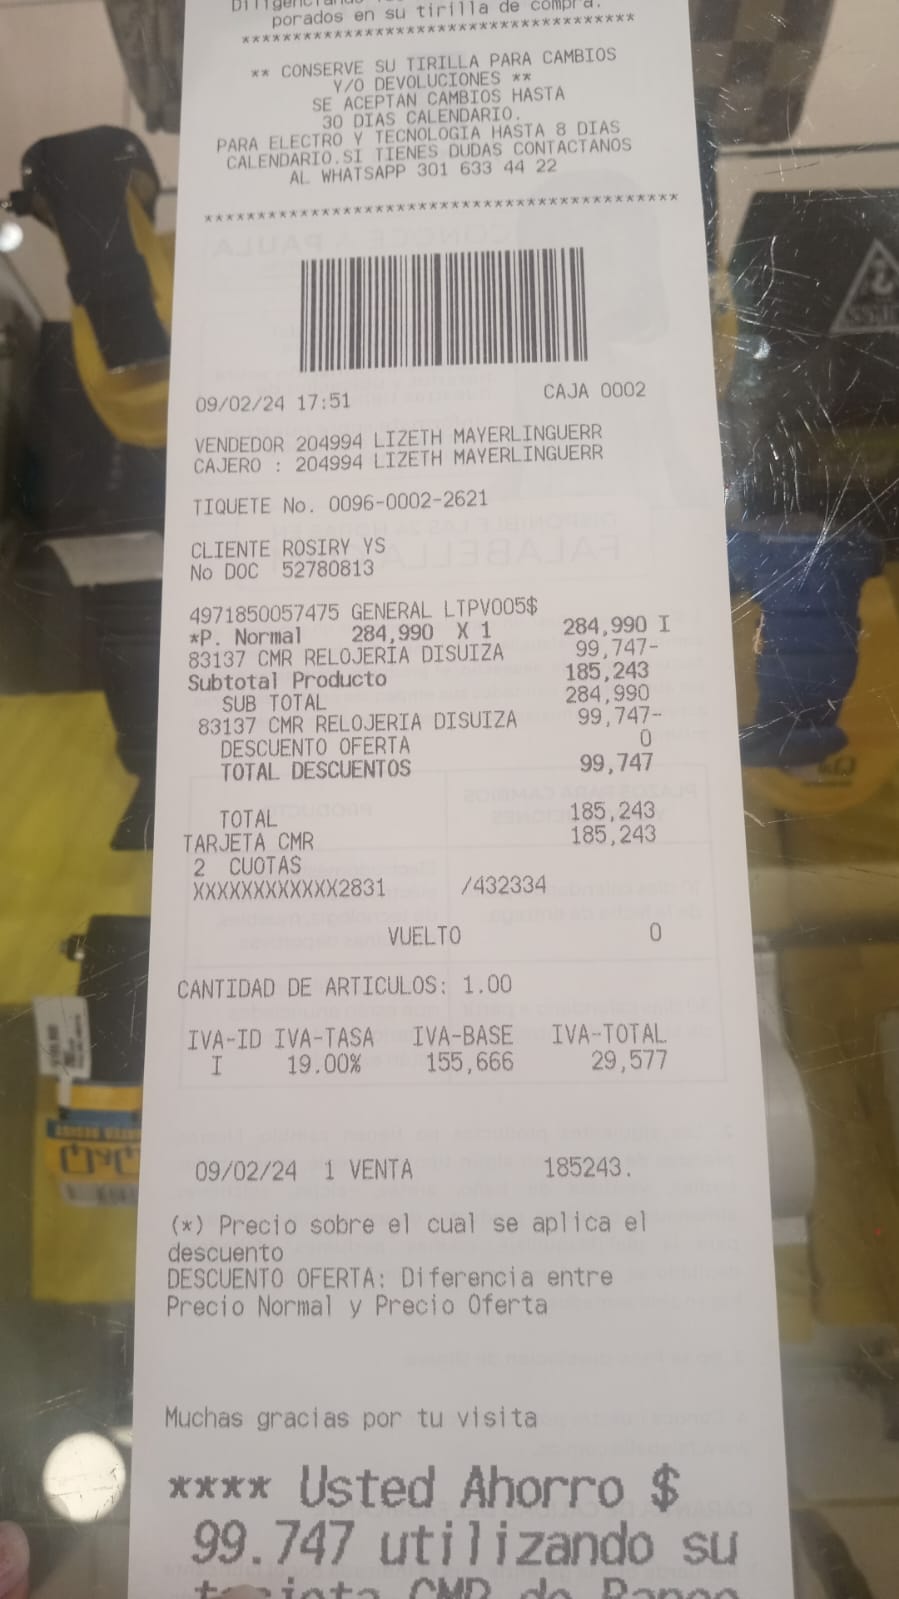 porados en su tirilla de compra.
****************************************
** CONSERVE SU TIRILLA PARA CAMBIOS
Y/O DEVOLUCIONES **
SE ACEPTAN CAMBIOS HASTA
30 DIAS CALENDARIO.
PARA ELECTRO Y TECNOLOGIA HASTA 8 DIAS
CALENDARIO.SI TIENES DUDAS CONTACTANOS
AL WHATSAPP 301 633 44 22
****************************************
09/02/24 17:51 CAJA 0002
VENDEDOR 204994 LIZETH MAYERLINGUERR
CAJERO : 204994 LIZETH MAYERLINGUERR
TIQUETE No. 0096-0002-2621
CLIENTE ROSIRY YS
No DOC 52780813
4971850057475 GENERAL LTPV005$
*P. Normal 284,990 X 1 284,990 I
83137 CMR RELOJERIA DISUIZA 99,747-
Subtotal Producto 185,243
SUB TOTAL 284,990
83137 CMR RELOJERIA DISUIZA 99,747-
DESCUENTO OFERTA 0
TOTAL DESCUENTOS 99,747
TOTAL 185,243
TARJETA CMR 185,243
2 CUOTAS
XXXXXXXXXXXX2831 /432334
VUELTO 0
CANTIDAD DE ARTICULOS: 1.00
IVA-ID IVA-TASA IVA-BASE IVA-TOTAL
I 19.00% 155,666 29,577
09/02/24 1 VENTA 185243.
(*) Precio sobre el cual se aplica el
descuento
DESCUENTO OFERTA: Diferencia entre
Precio Normal y Precio Oferta
Muchas gracias por tu visita
**** Usted Ahorro $
99.747 utilizando su